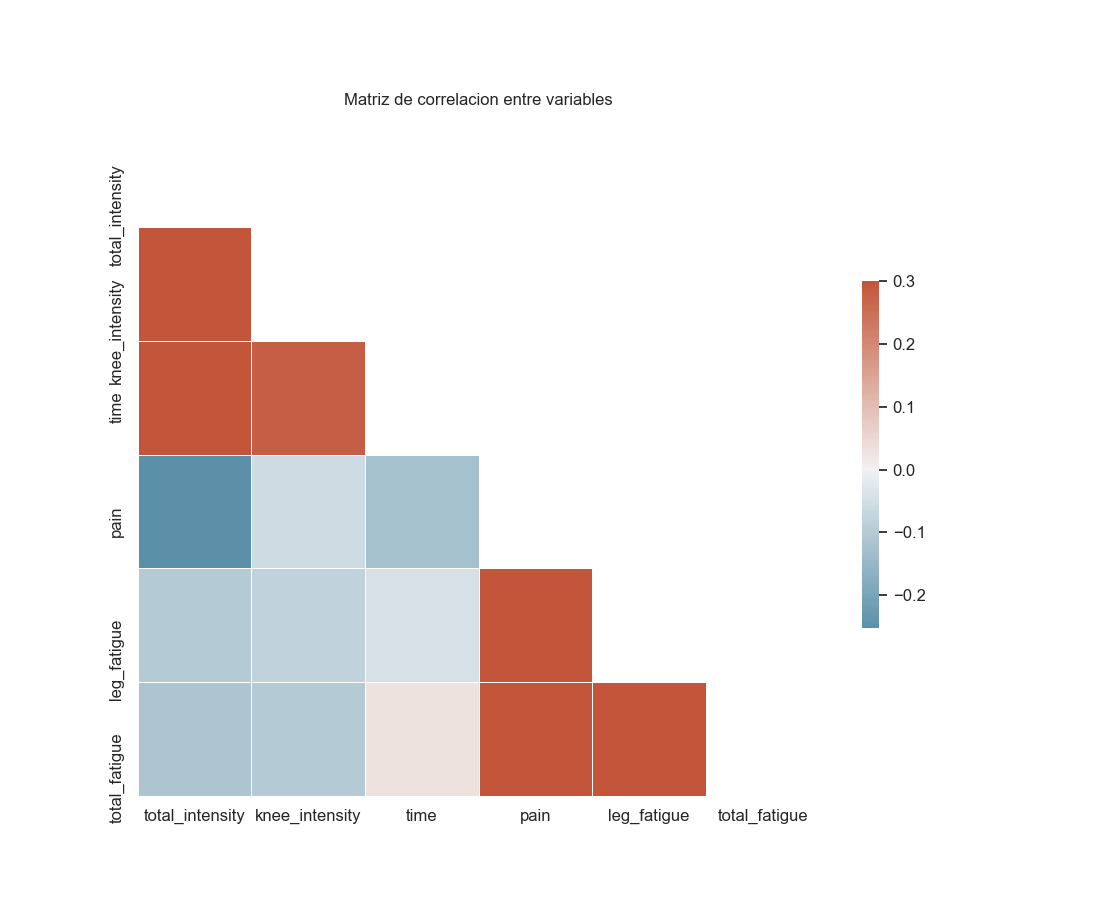 Matriz de correlacion entre variables
total_intensity
knee_intensity
time
pain
leg_fatigue
total_fatigue
total_intensity knee_intensity time pain leg_fatigue total_fatigue
0.3
0.2
0.1
0.0
−0.1
−0.2